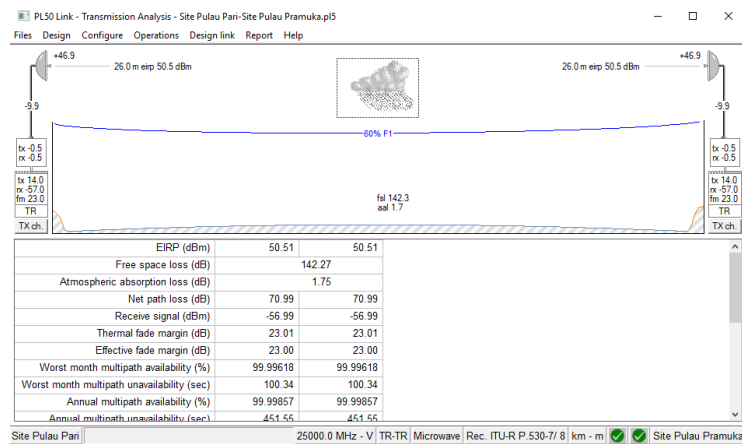 PL50 Link - Transmission Analysis - Site Pulau Pari-Site Pulau Pramuka.pl5
Files Design Configure Operations Design link Report Help
+46.9 +46.9
26.0 m eirp 50.5 dBm 26.0 m eirp 50.5 dBm
-9.9 -9.9
60% F1
tx -0.5 tx -0.5
rx -0.5 rx -0.5
tx 14.0 tx 14.0
rx -57.0 rx -57.0
fm 23.0 fm 23.0
fsl 142.3
aal 1.7
TR TR
TX ch. TX ch.
EIRP (dBm) 50.51 50.51
Free space loss (dB) 142.27
Atmospheric absorption loss (dB) 1.75
Net path loss (dB) 70.99 70.99
Receive signal (dBm) -56.99 -56.99
Thermal fade margin (dB) 23.01 23.01
Effective fade margin (dB) 23.00 23.00
Worst month multipath availability (%) 99.99618 99.99618
Worst month multipath unavailability (sec) 100.34 100.34
Annual multipath availability (%) 99.99857 99.99857
Annual multipath unavailability (sec) 451.55 451.55
Site Pulau Pari 25000.0 MHz - V TR-TR Microwave Rec. ITU-R P.530-7/ 8 km - m Site Pulau Pramuka